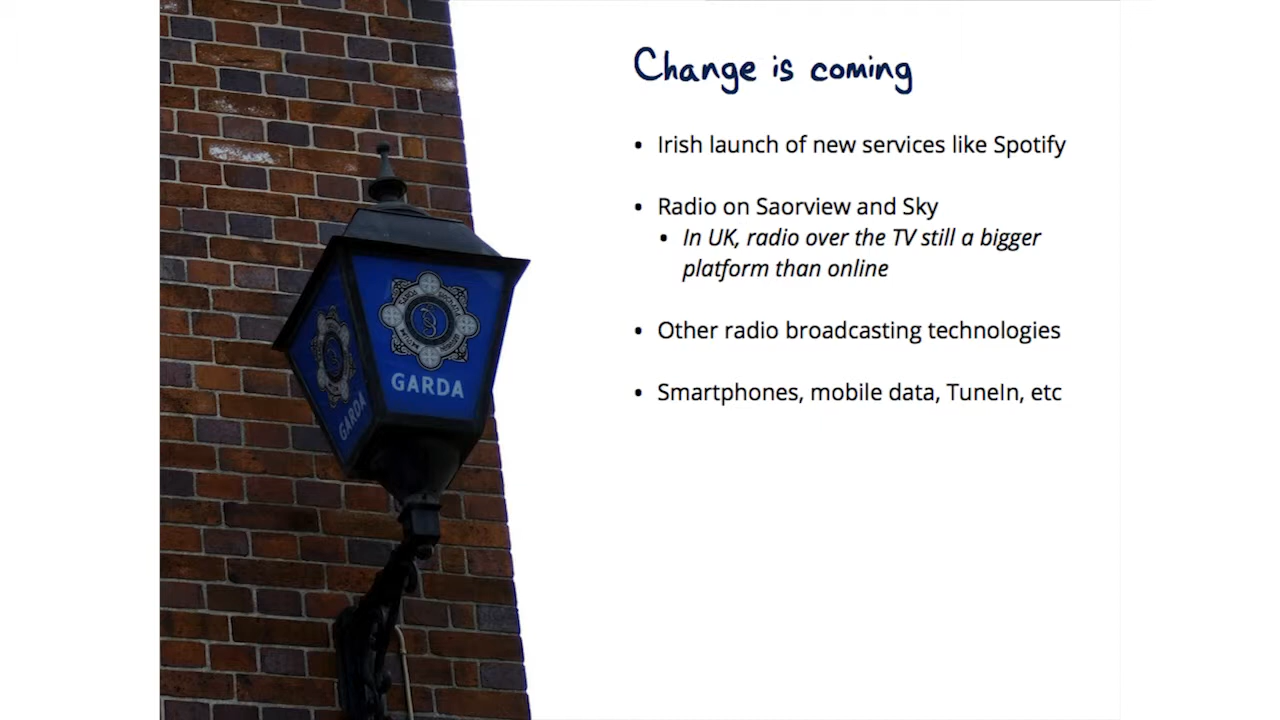 Change is coming
• Irish launch of new services like Spotify
• Radio on Saorview and Sky
• In UK, radio over the TV still a bigger
platform than online
• Other radio broadcasting technologies
• Smartphones, mobile data, TuneIn, etc
GARDA
GARDA